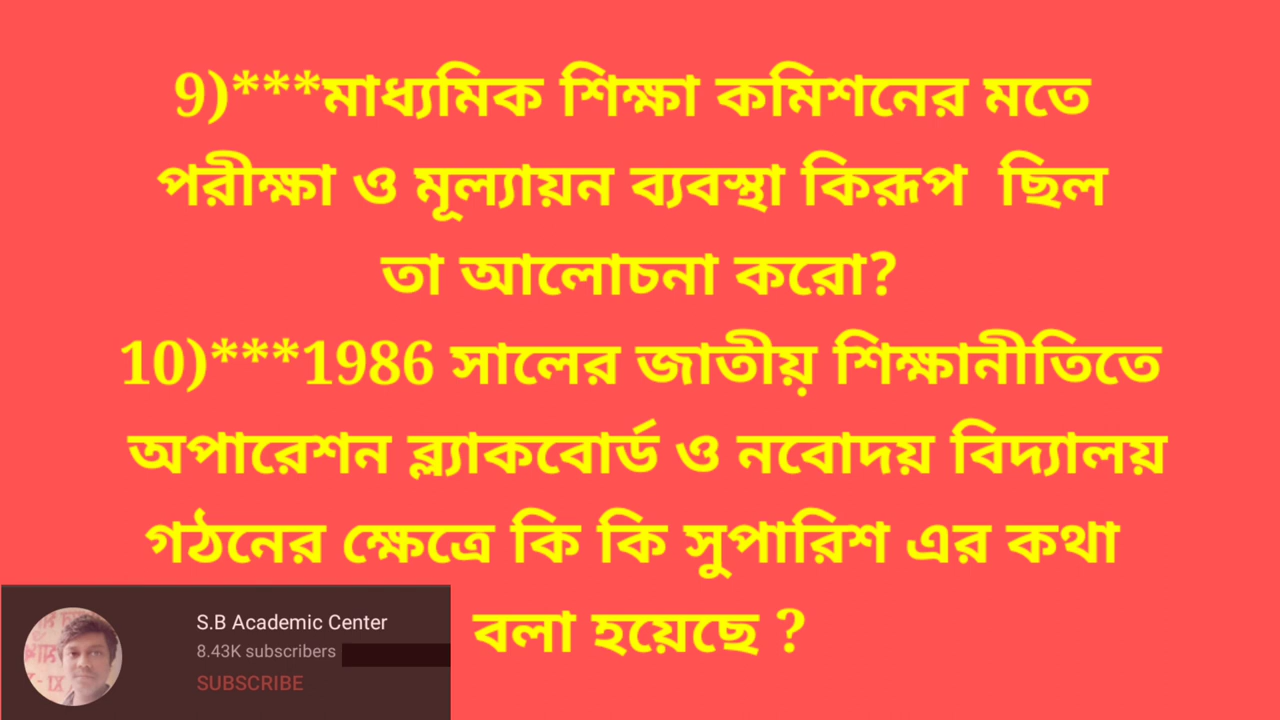 9)***মাধ্যমিক শিক্ষা কমিশনের মতে
পরীক্ষা ও মূল্যায়ন ব্যবস্থা কিরূপ ছিল
তা আলোচনা করো?
10)***1986 সালের জাতীয় শিক্ষানীতিতে
অপারেশন ব্ল্যাকবোর্ড ও নবোদয় বিদ্যালয়
গঠনের ক্ষেত্রে কি কি সুপারিশ এর কথা
বলা হয়েছে ?
S.B Academic Center
8.43K subscribers
SUBSCRIBE